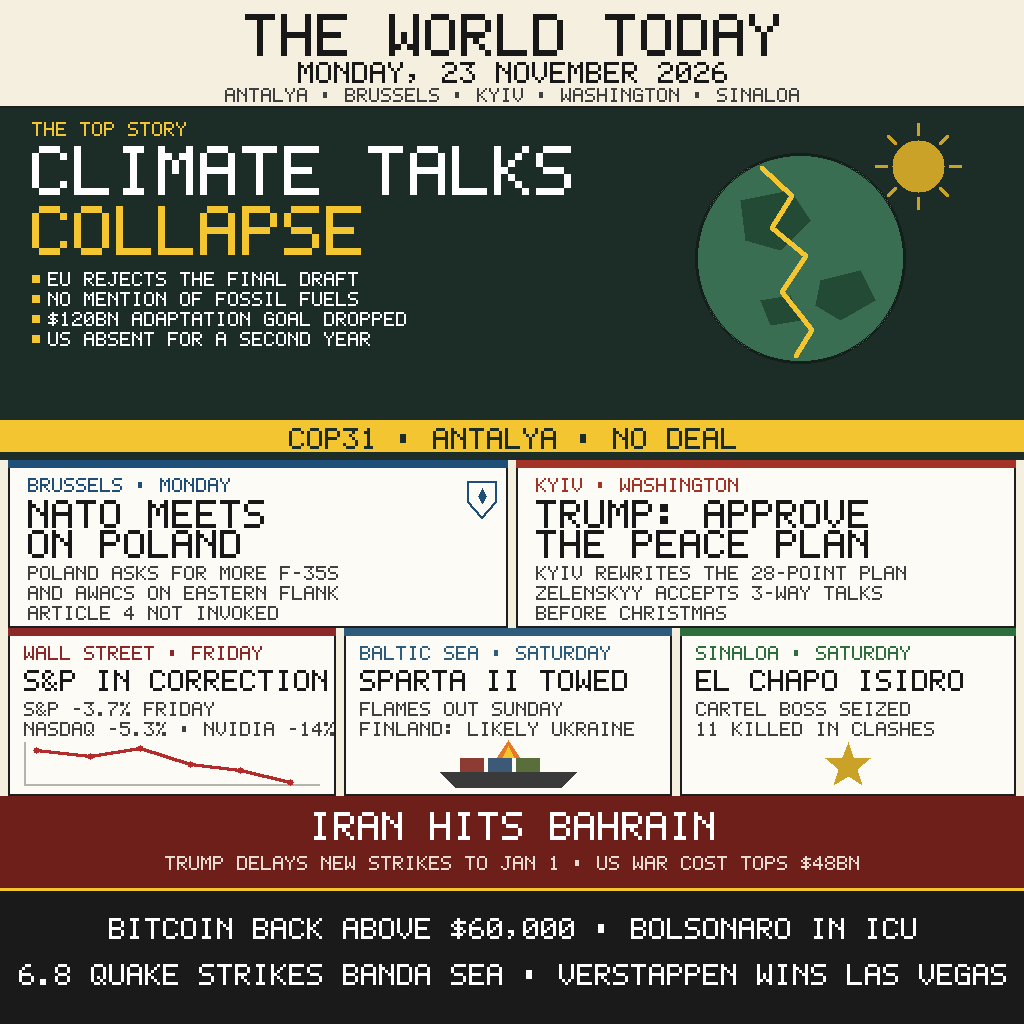 THE WORLD TODAY
MONDAY, 23 NOVEMBER 2026
ANTALYA ▪ BRUSSELS ▪ KYIV ▪ WASHINGTON ▪ SINALOA
THE TOP STORY
CLIMATE TALKS
COLLAPSE
▪ EU REJECTS THE FINAL DRAFT
▪ NO MENTION OF FOSSIL FUELS
▪ $120BN ADAPTATION GOAL DROPPED
▪ US ABSENT FOR A SECOND YEAR
COP31 ▪ ANTALYA ▪ NO DEAL
BRUSSELS ▪ MONDAY
NATO MEETS
ON POLAND
POLAND ASKS FOR MORE F-35S
AND AWACS ON EASTERN FLANK
ARTICLE 4 NOT INVOKED
KYIV ▪ WASHINGTON
TRUMP: APPROVE
THE PEACE PLAN
KYIV REWRITES THE 28-POINT PLAN
ZELENSKYY ACCEPTS 3-WAY TALKS
BEFORE CHRISTMAS
WALL STREET ▪ FRIDAY
S&P IN CORRECTION
S&P -3.7% FRIDAY
NASDAQ -5.3% ▪ NVIDIA -14%
BALTIC SEA ▪ SATURDAY
SPARTA II TOWED
FLAMES OUT SUNDAY
FINLAND: LIKELY UKRAINE
SINALOA ▪ SATURDAY
EL CHAPO ISIDRO
CARTEL BOSS SEIZED
11 KILLED IN CLASHES
IRAN HITS BAHRAIN
TRUMP DELAYS NEW STRIKES TO JAN 1 ▪ US WAR COST TOPS $48BN
BITCOIN BACK ABOVE $60,000 ▪ BOLSONARO IN ICU
6.8 QUAKE STRIKES BANDA SEA ▪ VERSTAPPEN WINS LAS VEGAS